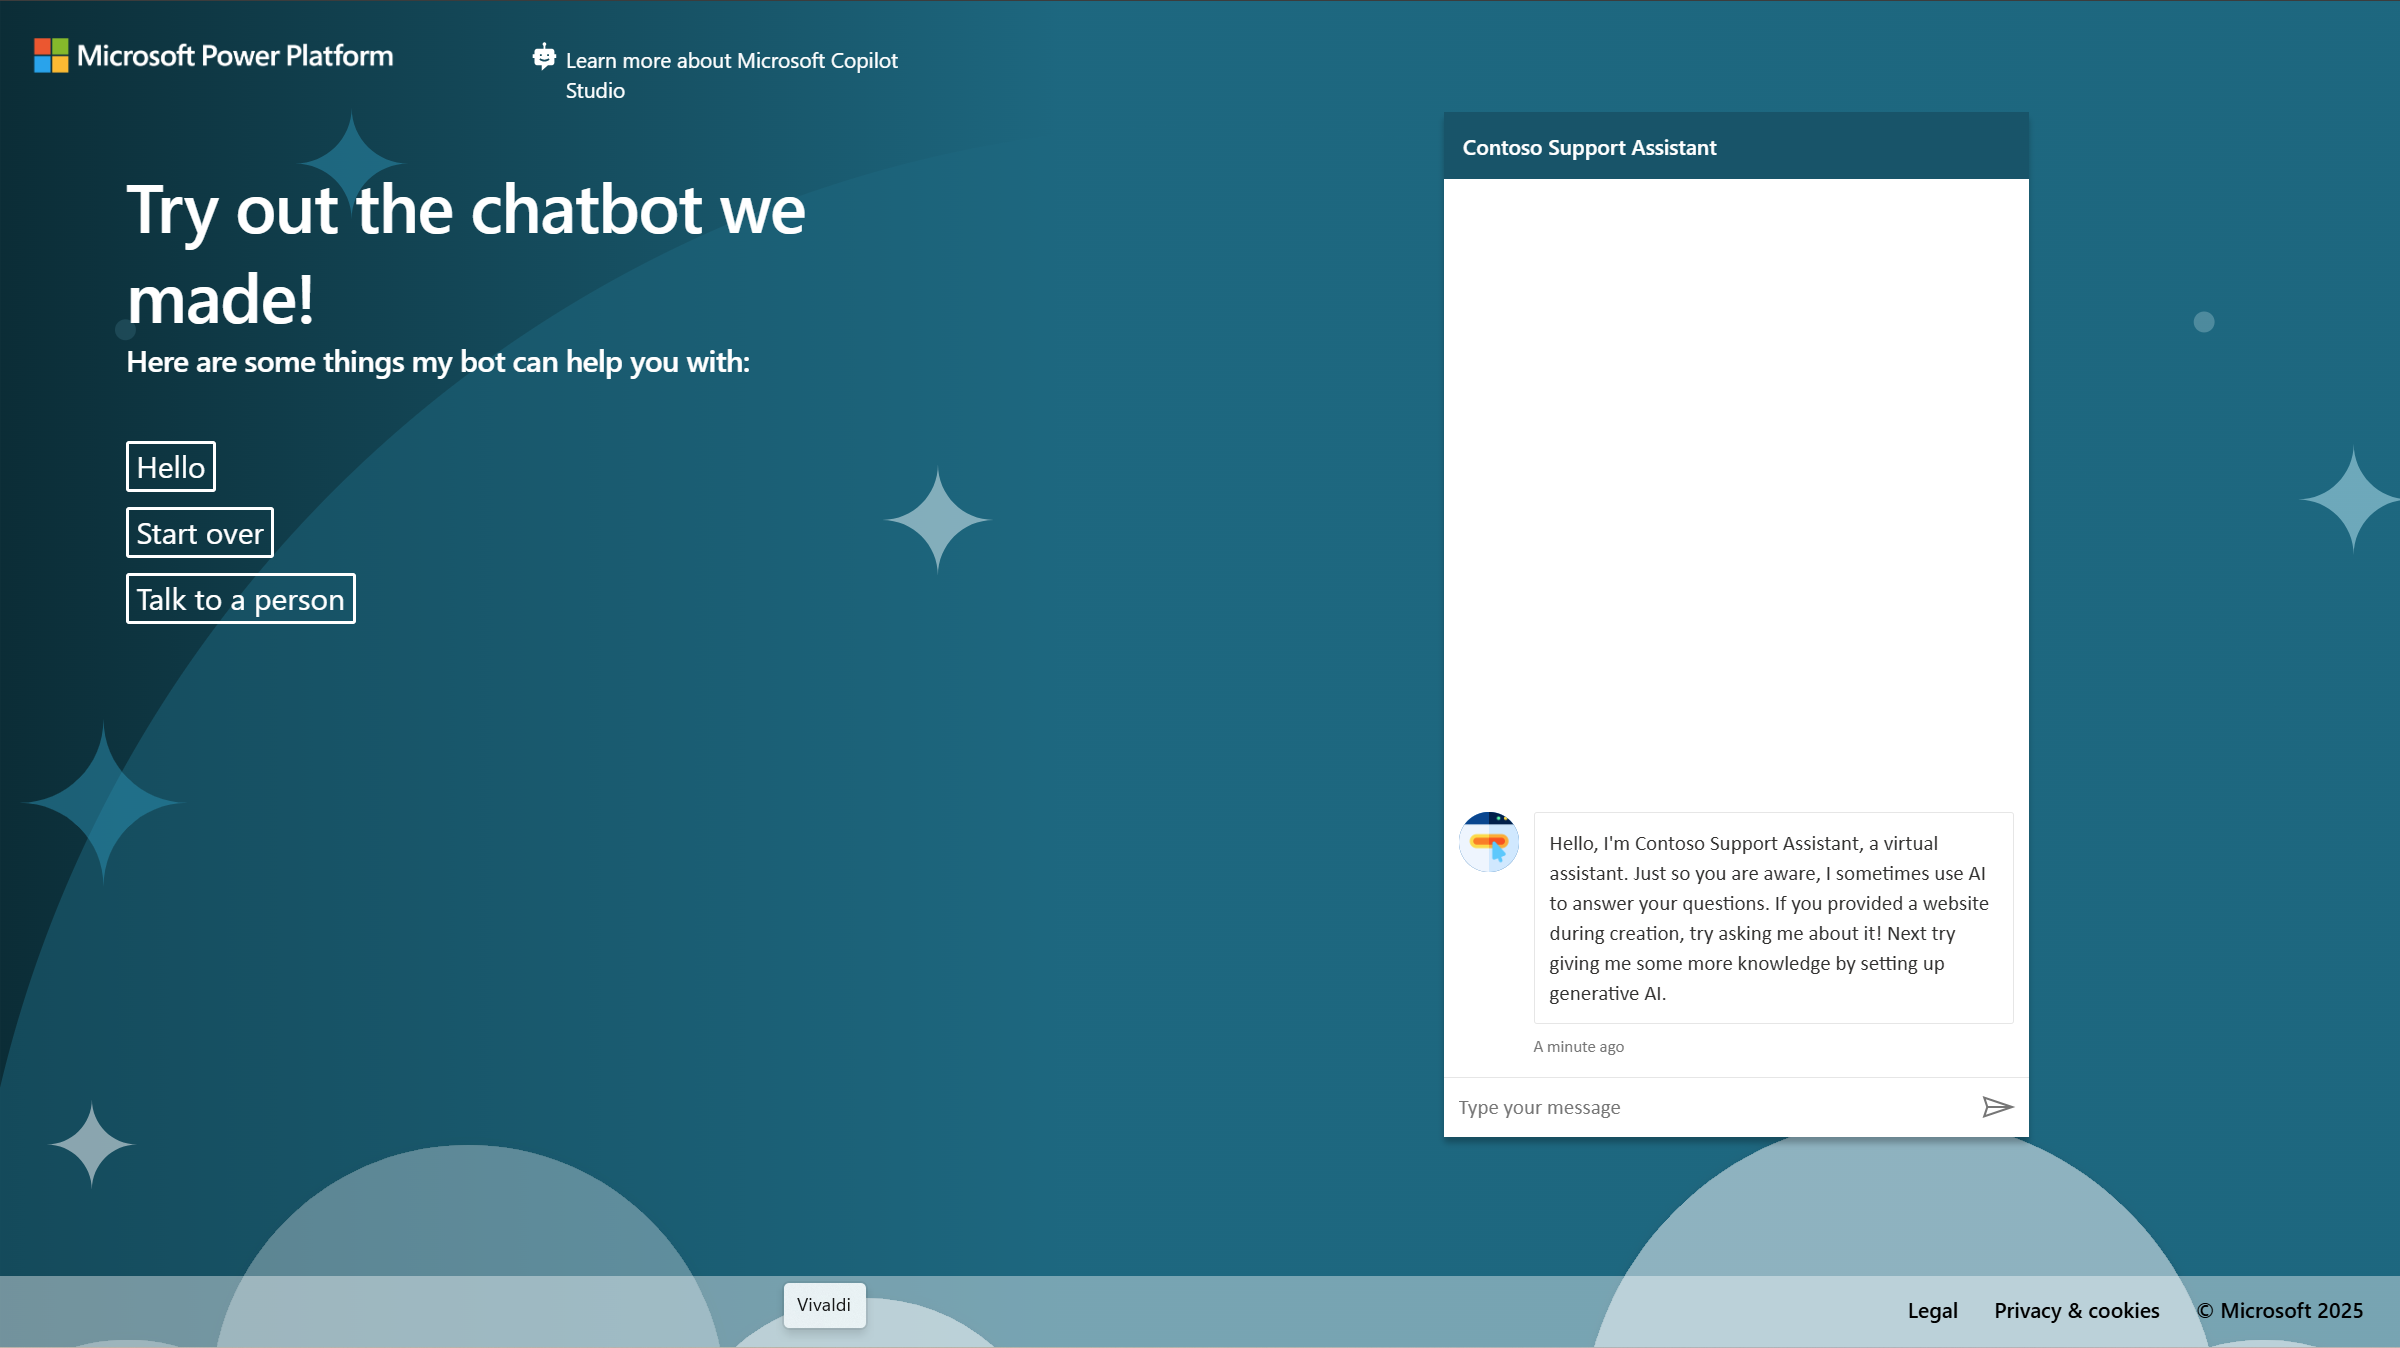 Microsoft Power Platform
Learn more about Microsoft Copilot
Studio
Try out the chatbot we
made!
Here are some things my bot can help you with:
Hello
Start over
Talk to a person
Contoso Support Assistant
Hello, I'm Contoso Support Assistant, a virtual
assistant. Just so you are aware, I sometimes use AI
to answer your questions. If you provided a website
during creation, try asking me about it! Next try
giving me some more knowledge by setting up
generative AI.
A minute ago
Type your message
Vivaldi
Legal
Privacy & cookies
© Microsoft 2025